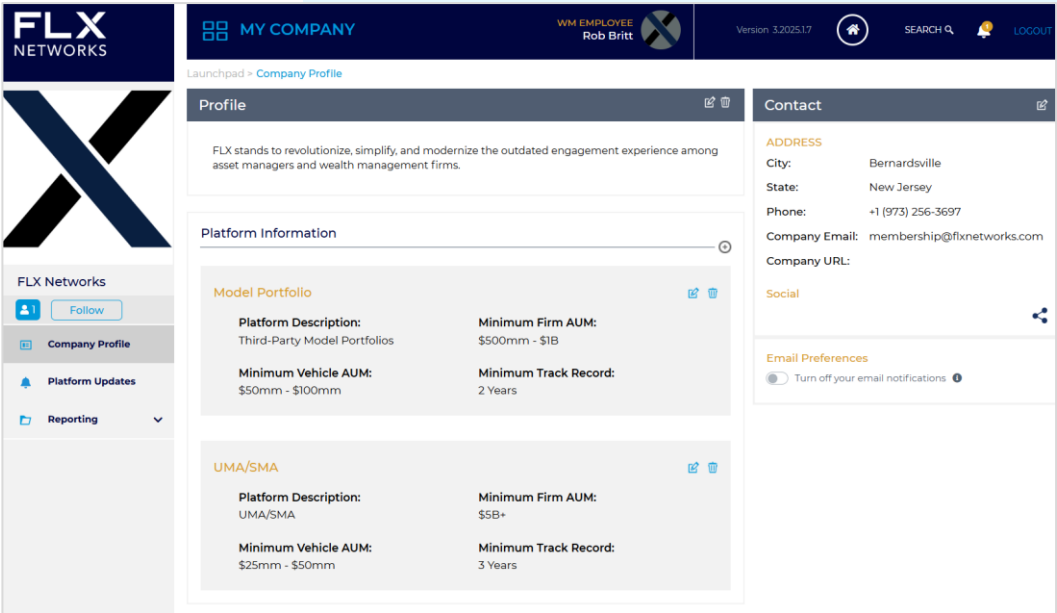 FLX
NETWORKS
MY COMPANY
WM EMPLOYEE
Rob Britt
Version 3.2025.1.7
SEARCH
LOGOUT
Launchpad > Company Profile
FLX Networks
1
Follow
Company Profile
Platform Updates
Reporting
Profile
FLX stands to revolutionize, simplify, and modernize the outdated engagement experience among
asset managers and wealth management firms.
Platform Information
Model Portfolio
Platform Description:
Third-Party Model Portfolios
Minimum Firm AUM:
$500mm - $1B
Minimum Vehicle AUM:
$50mm - $100mm
Minimum Track Record:
2 Years
UMA/SMA
Platform Description:
UMA/SMA
Minimum Firm AUM:
$5B+
Minimum Vehicle AUM:
$25mm - $50mm
Minimum Track Record:
3 Years
Contact
ADDRESS
City: Bernardsville
State: New Jersey
Phone: +1 (973) 256-3697
Company Email: membership@flxnetworks.com
Company URL:
Social
Email Preferences
Turn off your email notifications